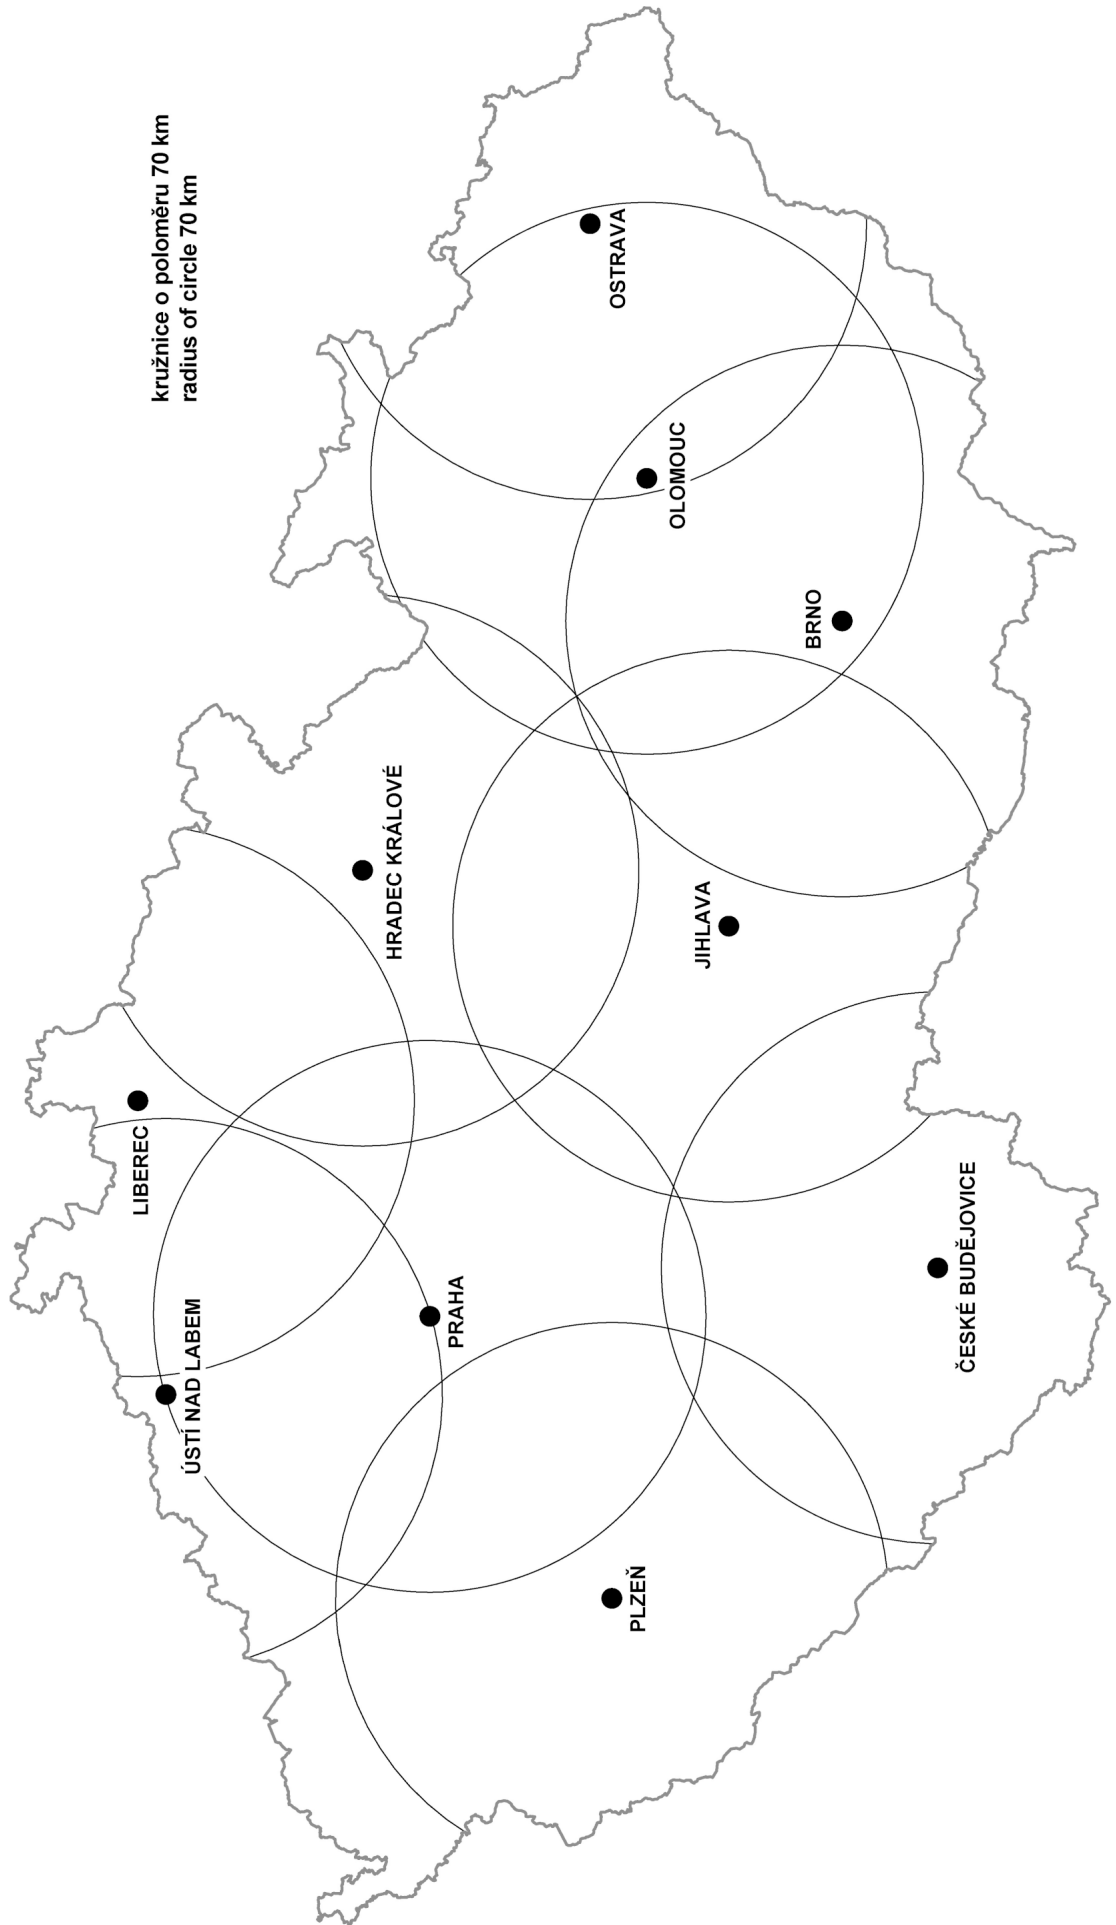 kružnice o poloměru 70 km
radius of circle 70 km
LIBEREC
ÚSTÍ NAD LABEM
HRADEC KRÁLOVÉ
PRAHA
OSTRAVA
PLZEŇ
OLOMOUC
JIHLAVA
BRNO
ČESKÉ BUDĚJOVICE